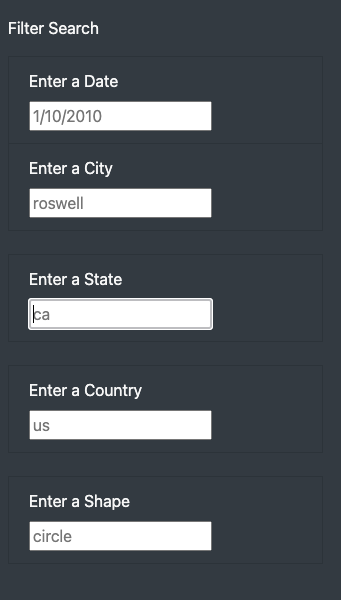 Filter Search
Enter a Date
1/10/2010
Enter a City
roswell
Enter a State
ca
Enter a Country
us
Enter a Shape
circle